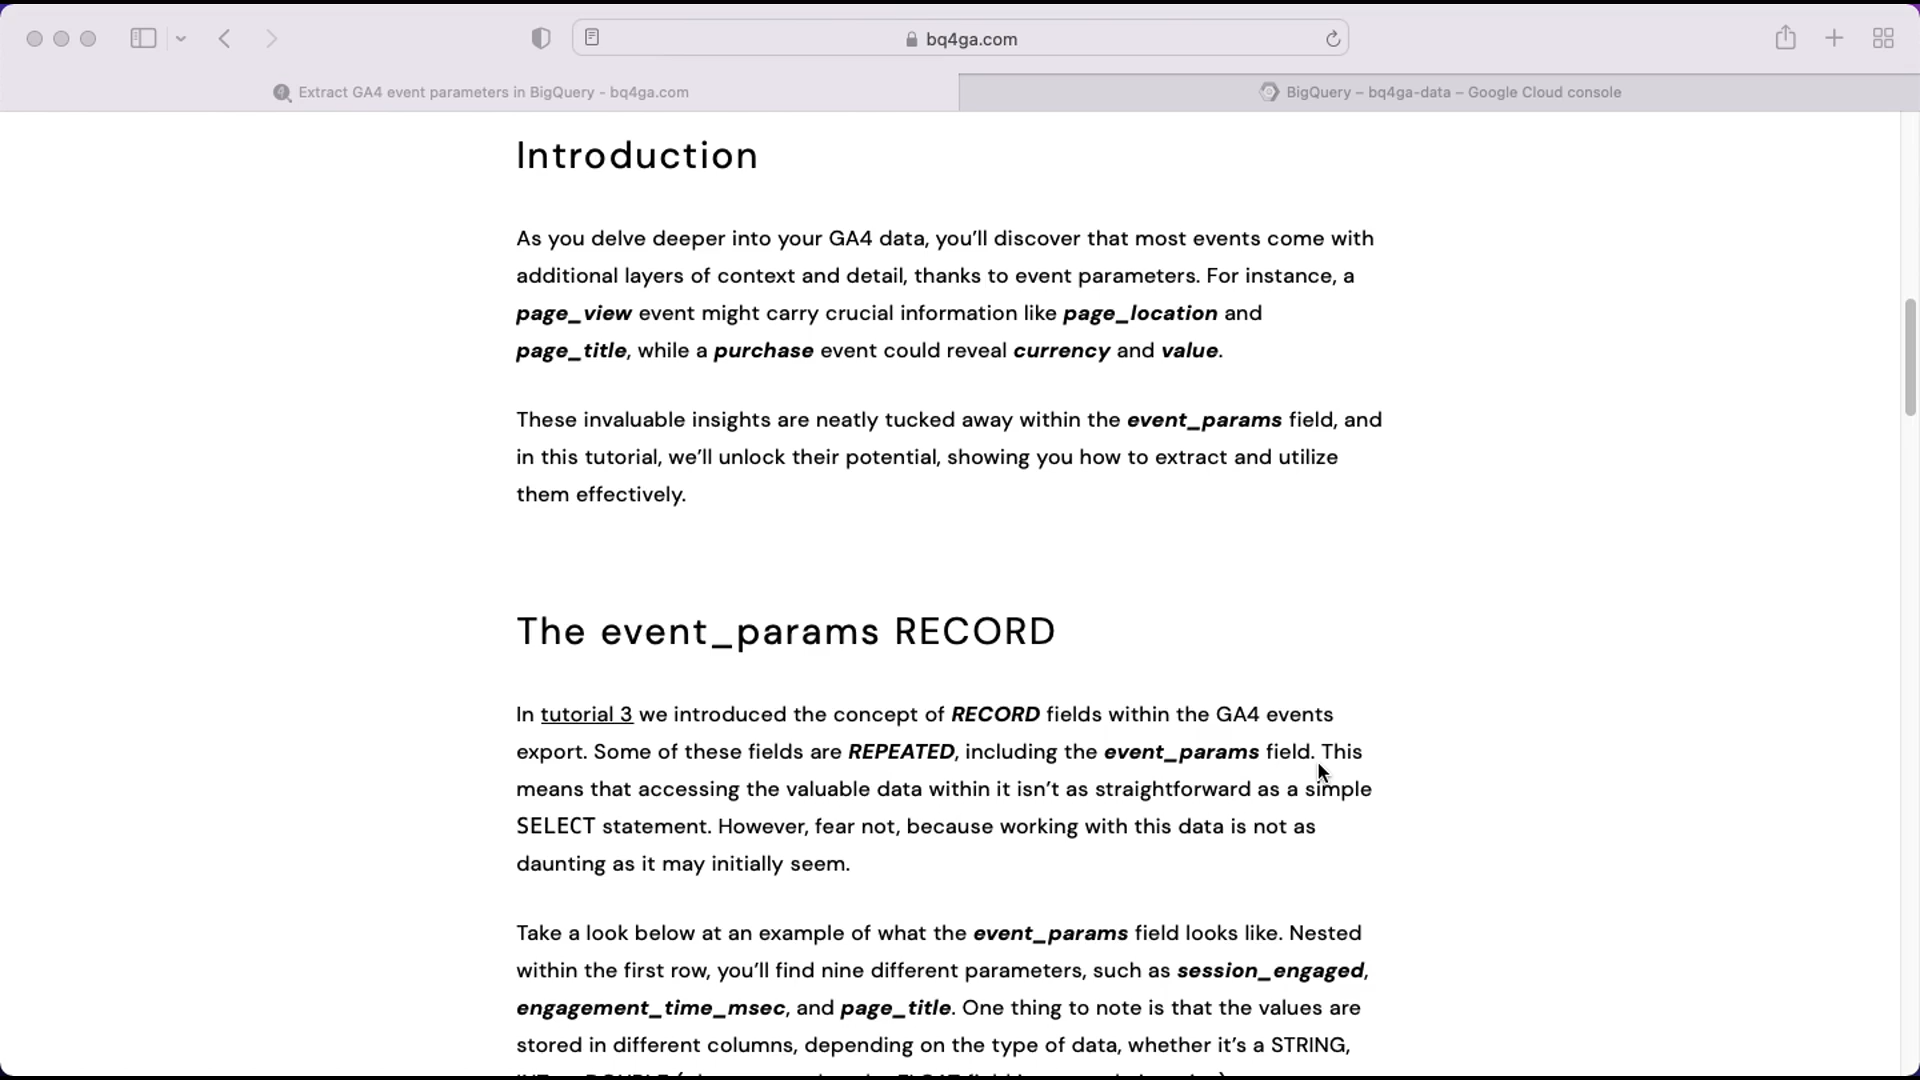 bq4ga.com
Extract GA4 event parameters in BigQuery - bq4ga.com
BigQuery – bq4ga-data – Google Cloud console
Introduction
As you delve deeper into your GA4 data, you’ll discover that most events come with
additional layers of context and detail, thanks to event parameters. For instance, a
page_view event might carry crucial information like page_location and
page_title, while a purchase event could reveal currency and value.
These invaluable insights are neatly tucked away within the event_params field, and
in this tutorial, we’ll unlock their potential, showing you how to extract and utilize
them effectively.
The event_params RECORD
In tutorial 3 we introduced the concept of RECORD fields within the GA4 events
export. Some of these fields are REPEATED, including the event_params field. This
means that accessing the valuable data within it isn’t as straightforward as a simple
SELECT statement. However, fear not, because working with this data is not as
daunting as it may initially seem.
Take a look below at an example of what the event_params field looks like. Nested
within the first row, you’ll find nine different parameters, such as session_engaged,
engagement_time_msec, and page_title. One thing to note is that the values are
stored in different columns, depending on the type of data, whether it’s a STRING,